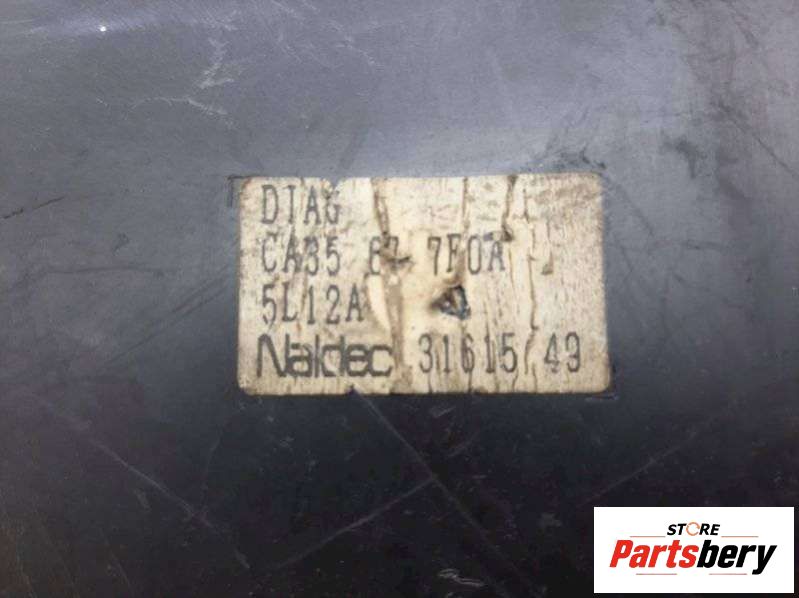 DIAG
CA35 67 7F0A
5L12A
Naldec 31615 49
STORE
Partsbery